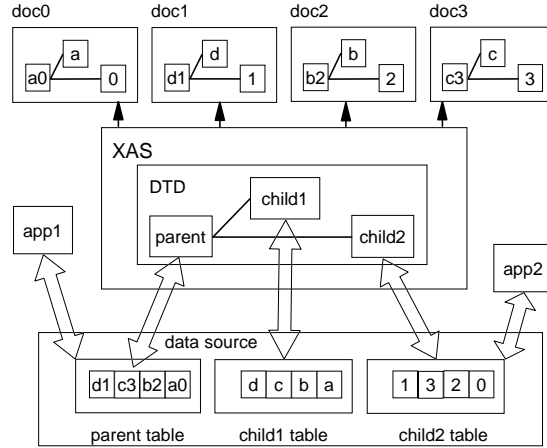 doc0 doc1 doc2 doc3
a d b c
a0 0 d1 1 b2 2 c3 3
XAS
DTD
child1
parent child2
app1
app2
data source
d1 c3 b2 a0 d c b a 1 3 2 0
parent table child1 table child2 table